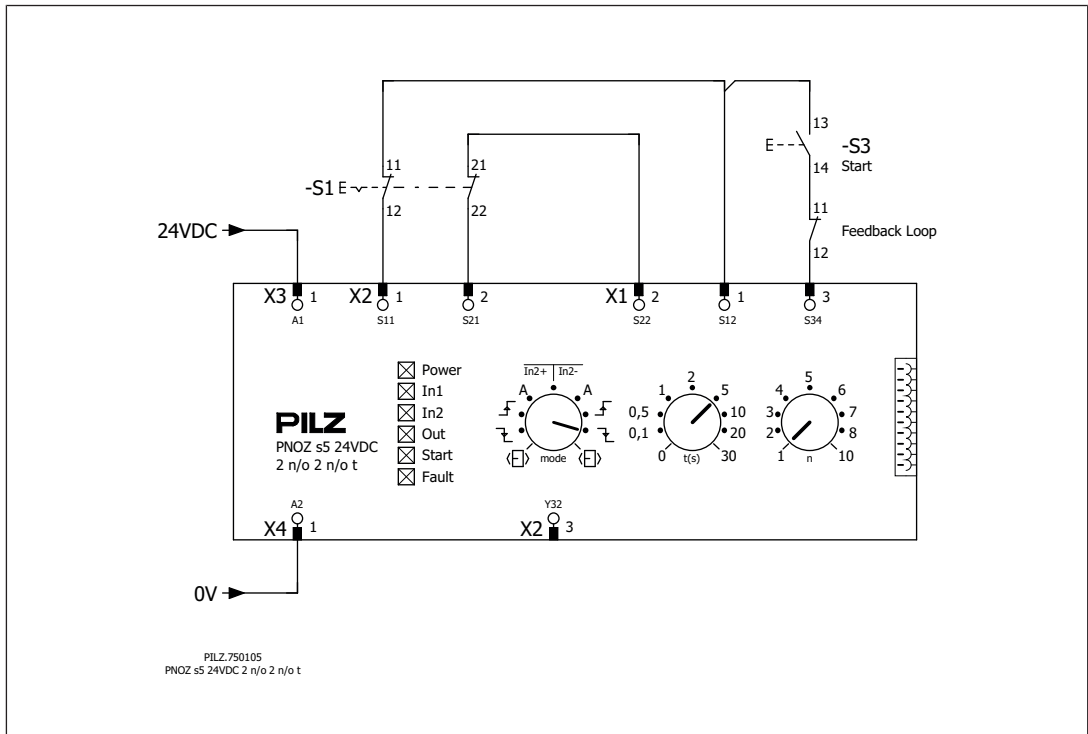 13
-S3
14 Start
11 21
-S1
12 22
11
Feedback Loop
12
24VDC
X3 1 X2 1 2 X1 2 1 3
A1 S11 S21 S22 S12 S34
Power
In1
In2
Out
Start
Fault
PILZ
PNOZ s5 24VDC
2 n/o 2 n/o t
In2+ In2-
A A
mode
2
1 5
0,5 10
0,1 20
0 t(s) 30
5
4 6
3 7
2 8
1 n 10
A2 Y32
X4 1 X2 3
0V
PILZ.750105
PNOZ s5 24VDC 2 n/o 2 n/o t